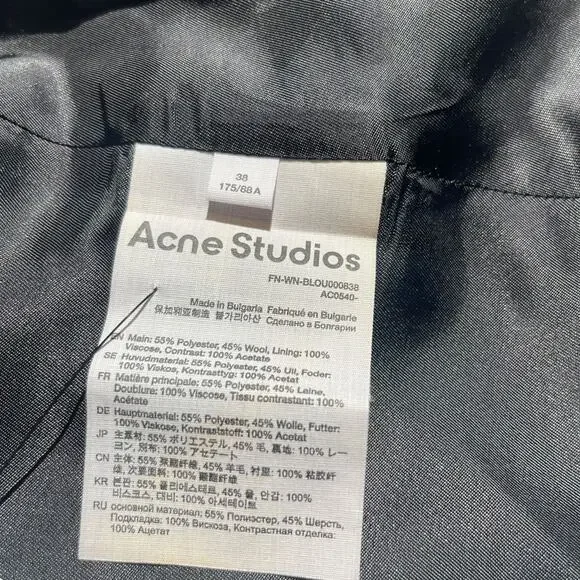 38
175/88A
Acne Studios
FN-WN-BLOU000838
AC0540-
Made in Bulgaria Fabriqué en Bulgarie
保加利亚制造 불가리아산 Сделано в Болгарии
EN Main: 55% Polyester, 45% Wool, Lining: 100%
Viscose, Contrast: 100% Acetate
SE Huvudmaterial: 55% Polyester, 45% Ull, Foder:
100% Viskos, Kontrasttyg: 100% Acetat
FR Matière principale: 55% Polyester, 45% Laine,
Doublure: 100% Viscose, Tissu contrastant: 100%
Acétate
DE Hauptmaterial: 55% Polyester, 45% Wolle, Futter:
100% Viskose, Kontraststoff: 100% Acetat
JP 主素材: 55% ポリエステル, 45% 毛, 裏地: 100% レー
ヨン, 別布: 100% アセテート
CN 主体: 55% 聚酯纤维, 45% 羊毛, 衬里: 100% 粘胶纤
维, 次要面料: 100% 醋酯纤维
KR 본판: 55% 폴리에스테르, 45% 울, 안감: 100%
비스코스, 대비: 100% 아세테이트
RU основной материал: 55% Полиэстер, 45% Шерсть,
Подкладка: 100% Вискоза, Контрастная отделка:
100% Ацетат